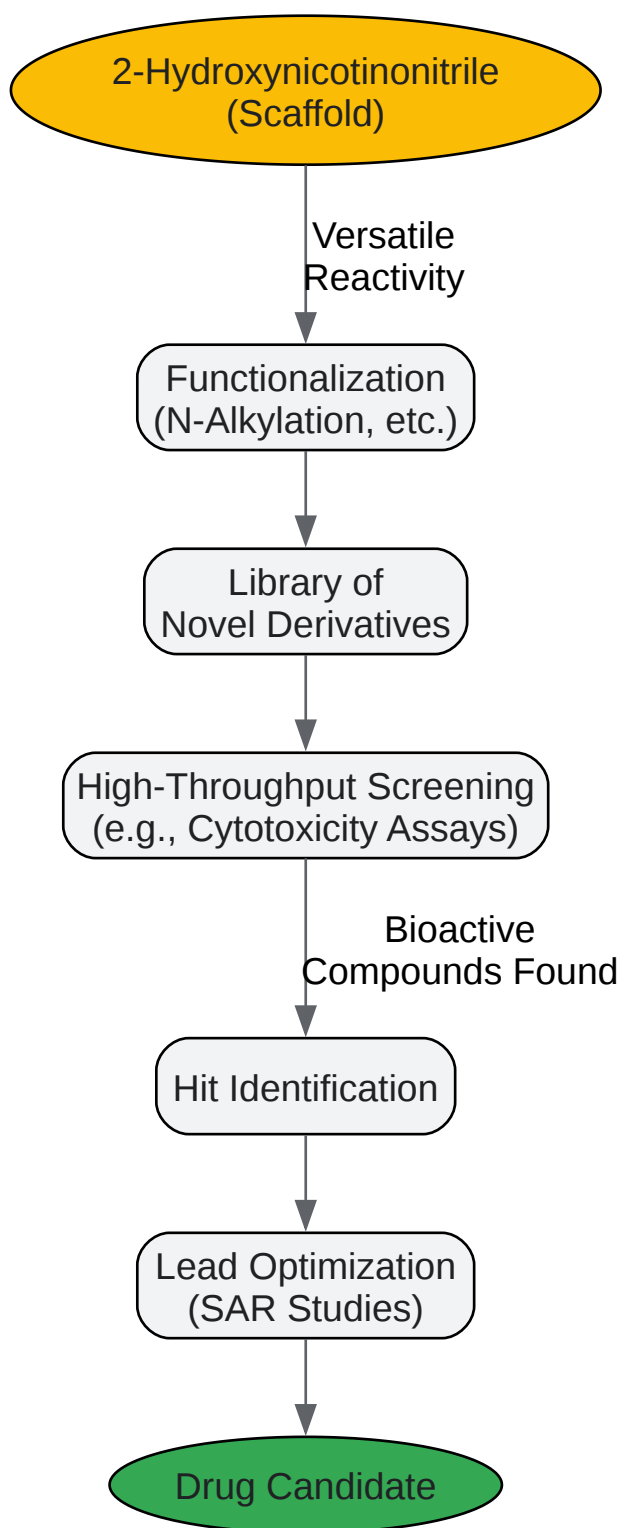 2-Hydroxynicotinonitrile
(Scaffold)
Versatile
Reactivity
Functionalization
(N-Alkylation, etc.)
Library of
Novel Derivatives
High-Throughput Screening
(e.g., Cytotoxicity Assays)
Bioactive
Compounds Found
Hit Identification
Lead Optimization
(SAR Studies)
Drug Candidate